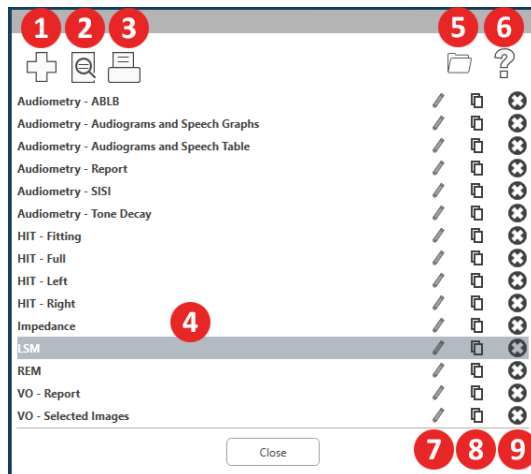 1 2 3 5 6
Audiometry - ABLB
Audiometry - Audiograms and Speech Graphs
Audiometry - Audiograms and Speech Table
Audiometry - Report
Audiometry - SISI
Audiometry - Tone Decay
HIT - Fitting
HIT - Full
HIT - Left
HIT - Right
Impedance 4
LSM
REM
VO - Report
VO - Selected Images
Close 7 8 9